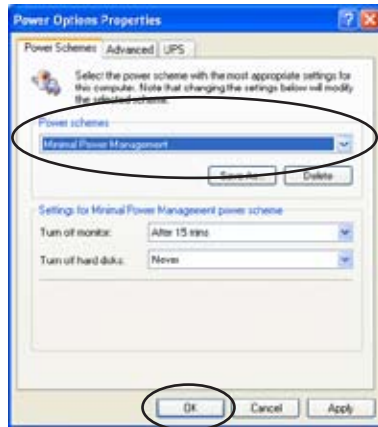 Power Options Properties
Power Schemes Advanced UPS
Select the power scheme with the most appropriate settings for
this computer. Note that changing the settings below will modify
the selected scheme.
Power schemes
Minimal Power Management
Save As... Delete
Settings for Minimal Power Management power scheme
Turn off monitor: After 15 mins
Turn off hard disks: Never
OK Cancel Apply